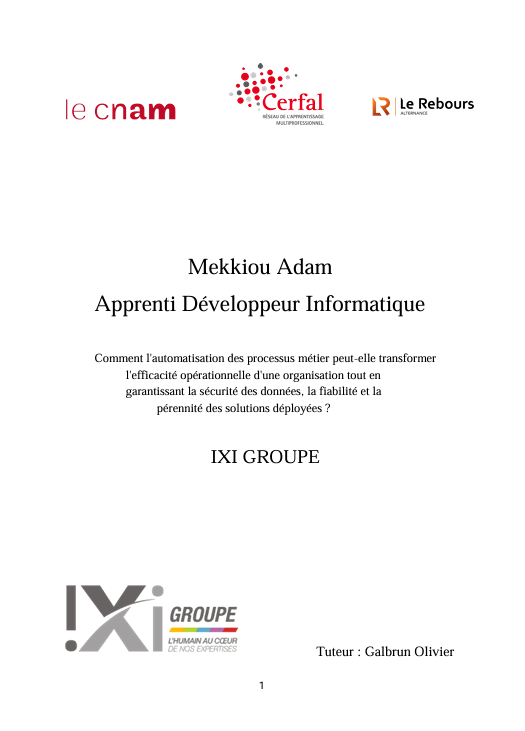 le cnam
Cerfal
RÉSEAU DE L'APPRENTISSAGE
MULTIPROFESSIONNEL
Le Rebours
ALTERNANCE
Mekkiou Adam
Apprenti Développeur Informatique
Comment l'automatisation des processus métier peut-elle transformer
l'efficacité opérationnelle d'une organisation tout en
garantissant la sécurité des données, la fiabilité et la
pérennité des solutions déployées ?
IXI GROUPE
!Xi GROUPE
L'HUMAIN AU CŒUR
DE NOS EXPERTISES
Tuteur : Galbrun Olivier
1